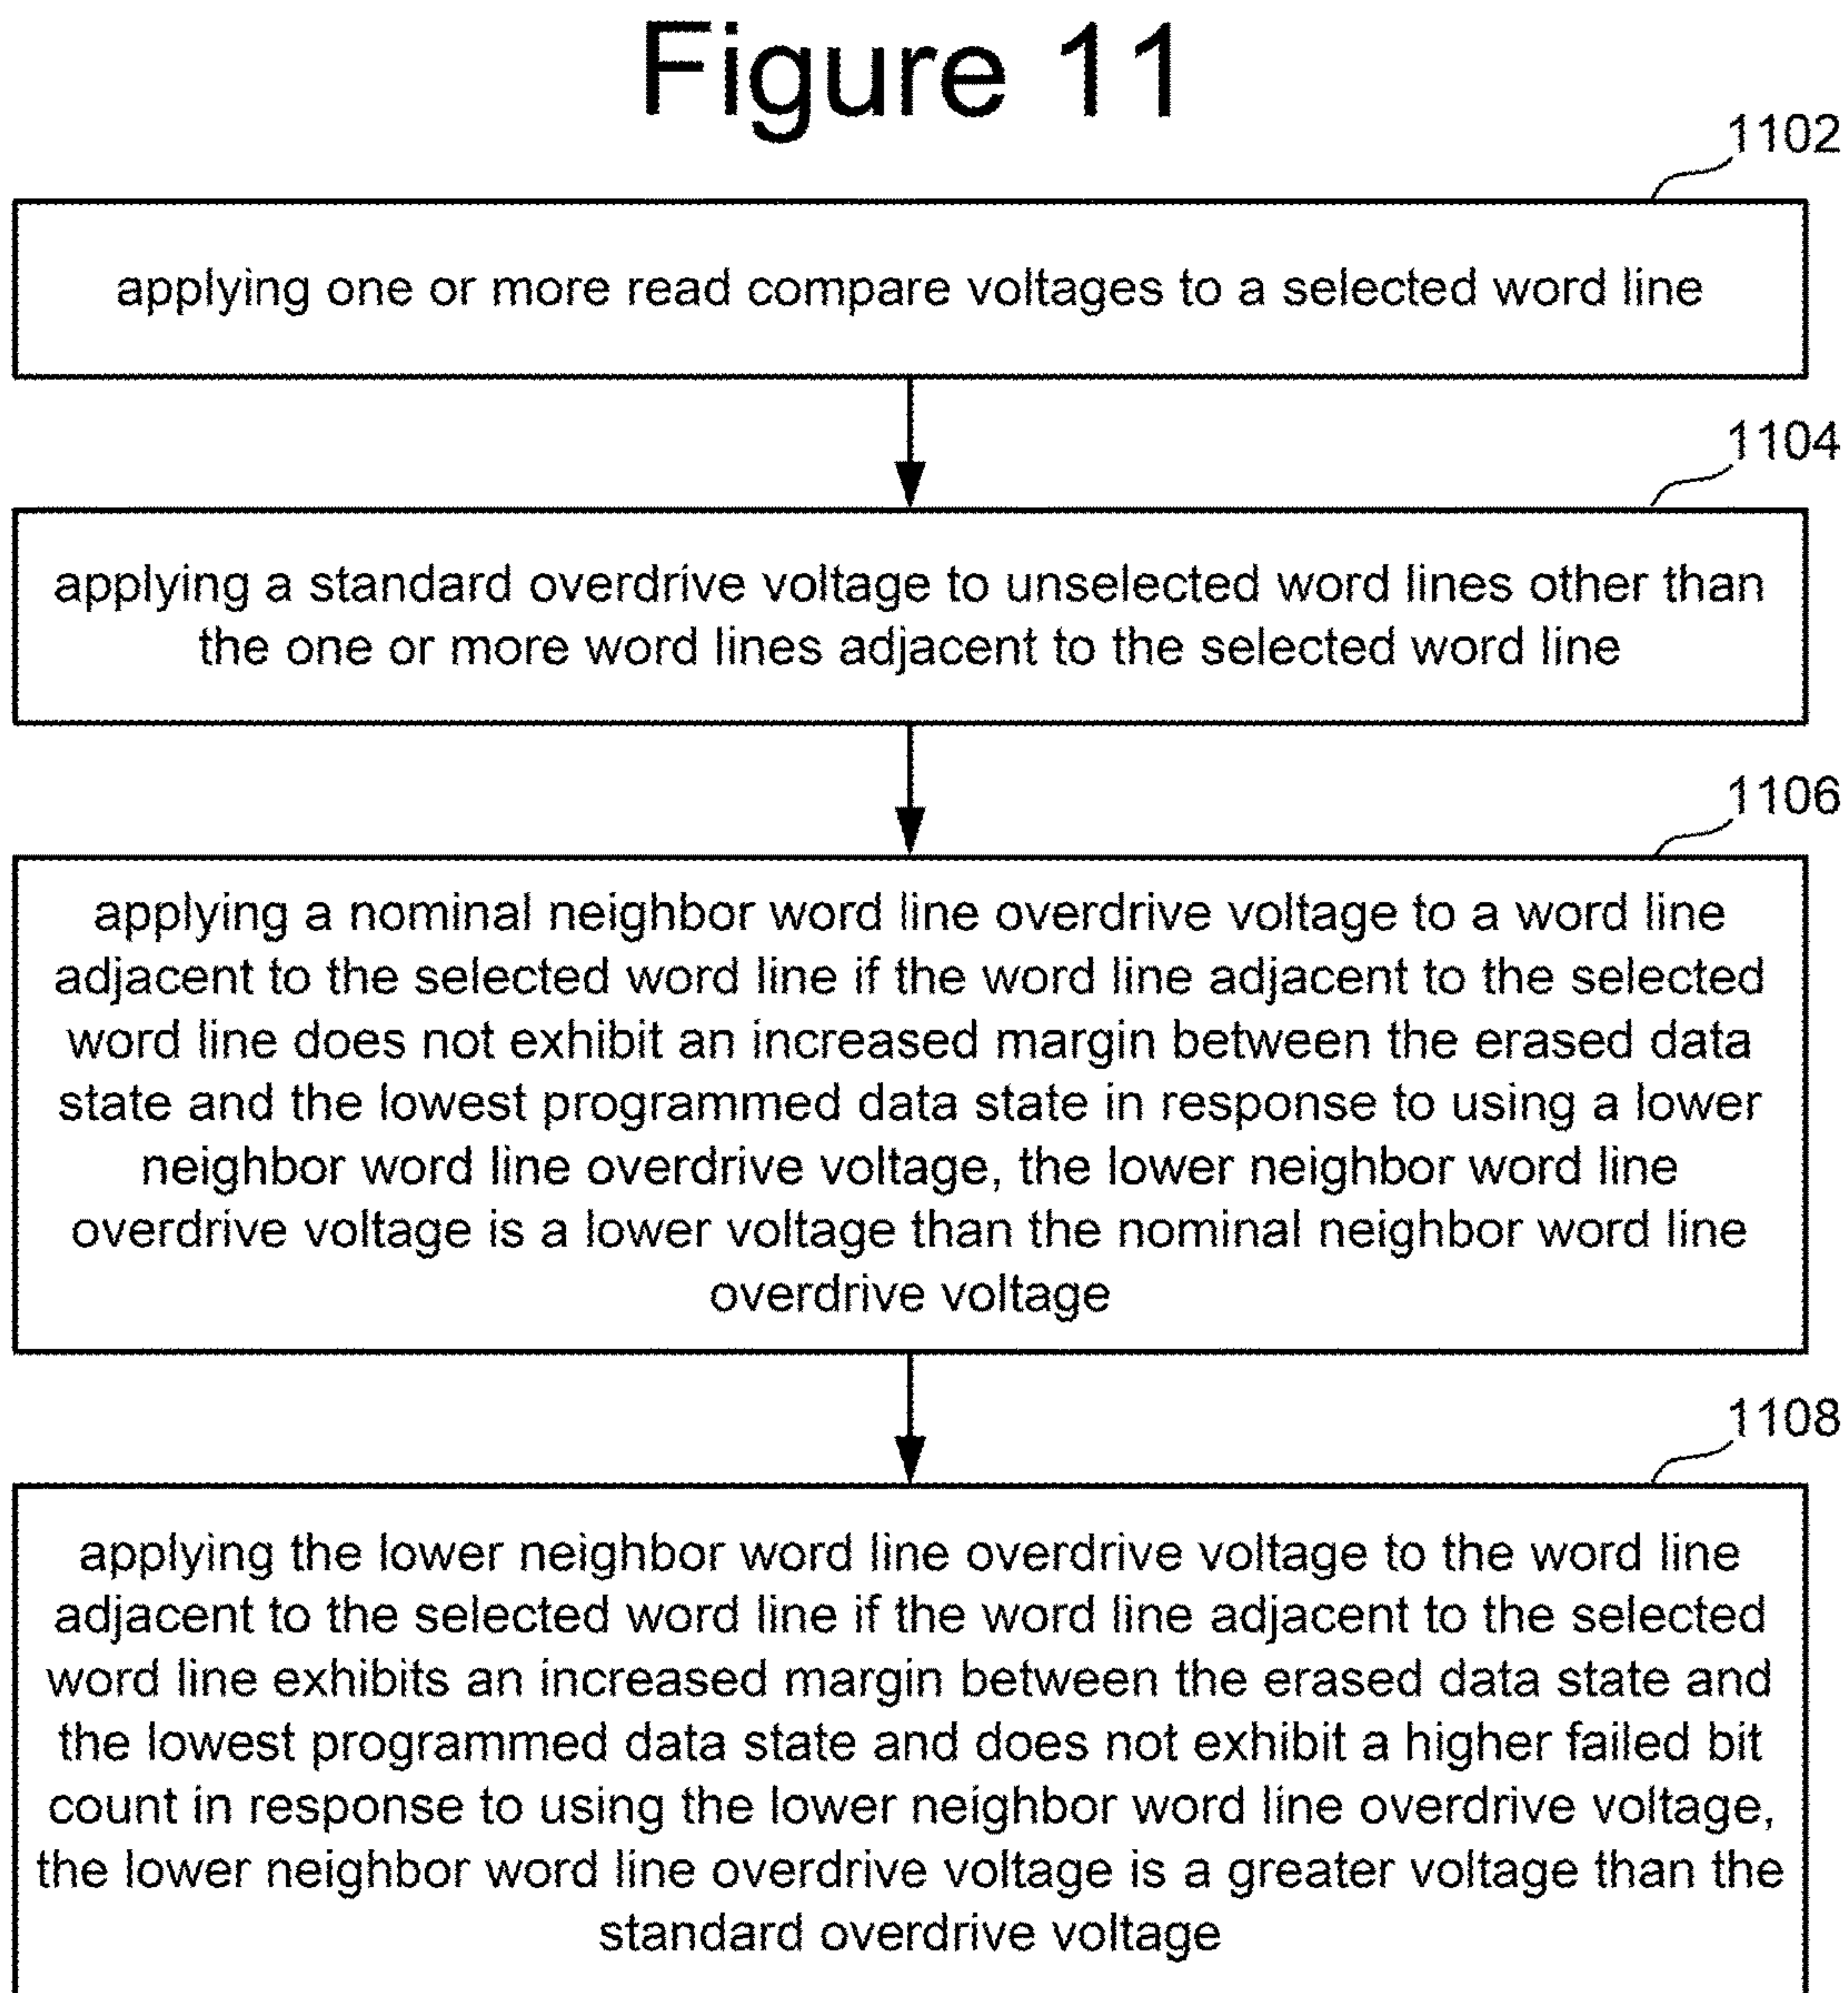 Figure 11
1102
applying one or more read compare voltages to a selected word line
1104
applying a standard overdrive voltage to unselected word lines other than
the one or more word lines adjacent to the selected word line
1106
applying a nominal neighbor word line overdrive voltage to a word line
adjacent to the selected word line if the word line adjacent to the selected
word line does not exhibit an increased margin between the erased data
state and the lowest programmed data state in response to using a lower
neighbor word line overdrive voltage, the lower neighbor word line
overdrive voltage is a lower voltage than the nominal neighbor word line
overdrive voltage
1108
applying the lower neighbor word line overdrive voltage to the word line
adjacent to the selected word line if the word line adjacent to the selected
word line exhibits an increased margin between the erased data state and
the lowest programmed data state and does not exhibit a higher failed bit
count in response to using the lower neighbor word line overdrive voltage,
the lower neighbor word line overdrive voltage is a greater voltage than the
standard overdrive voltage